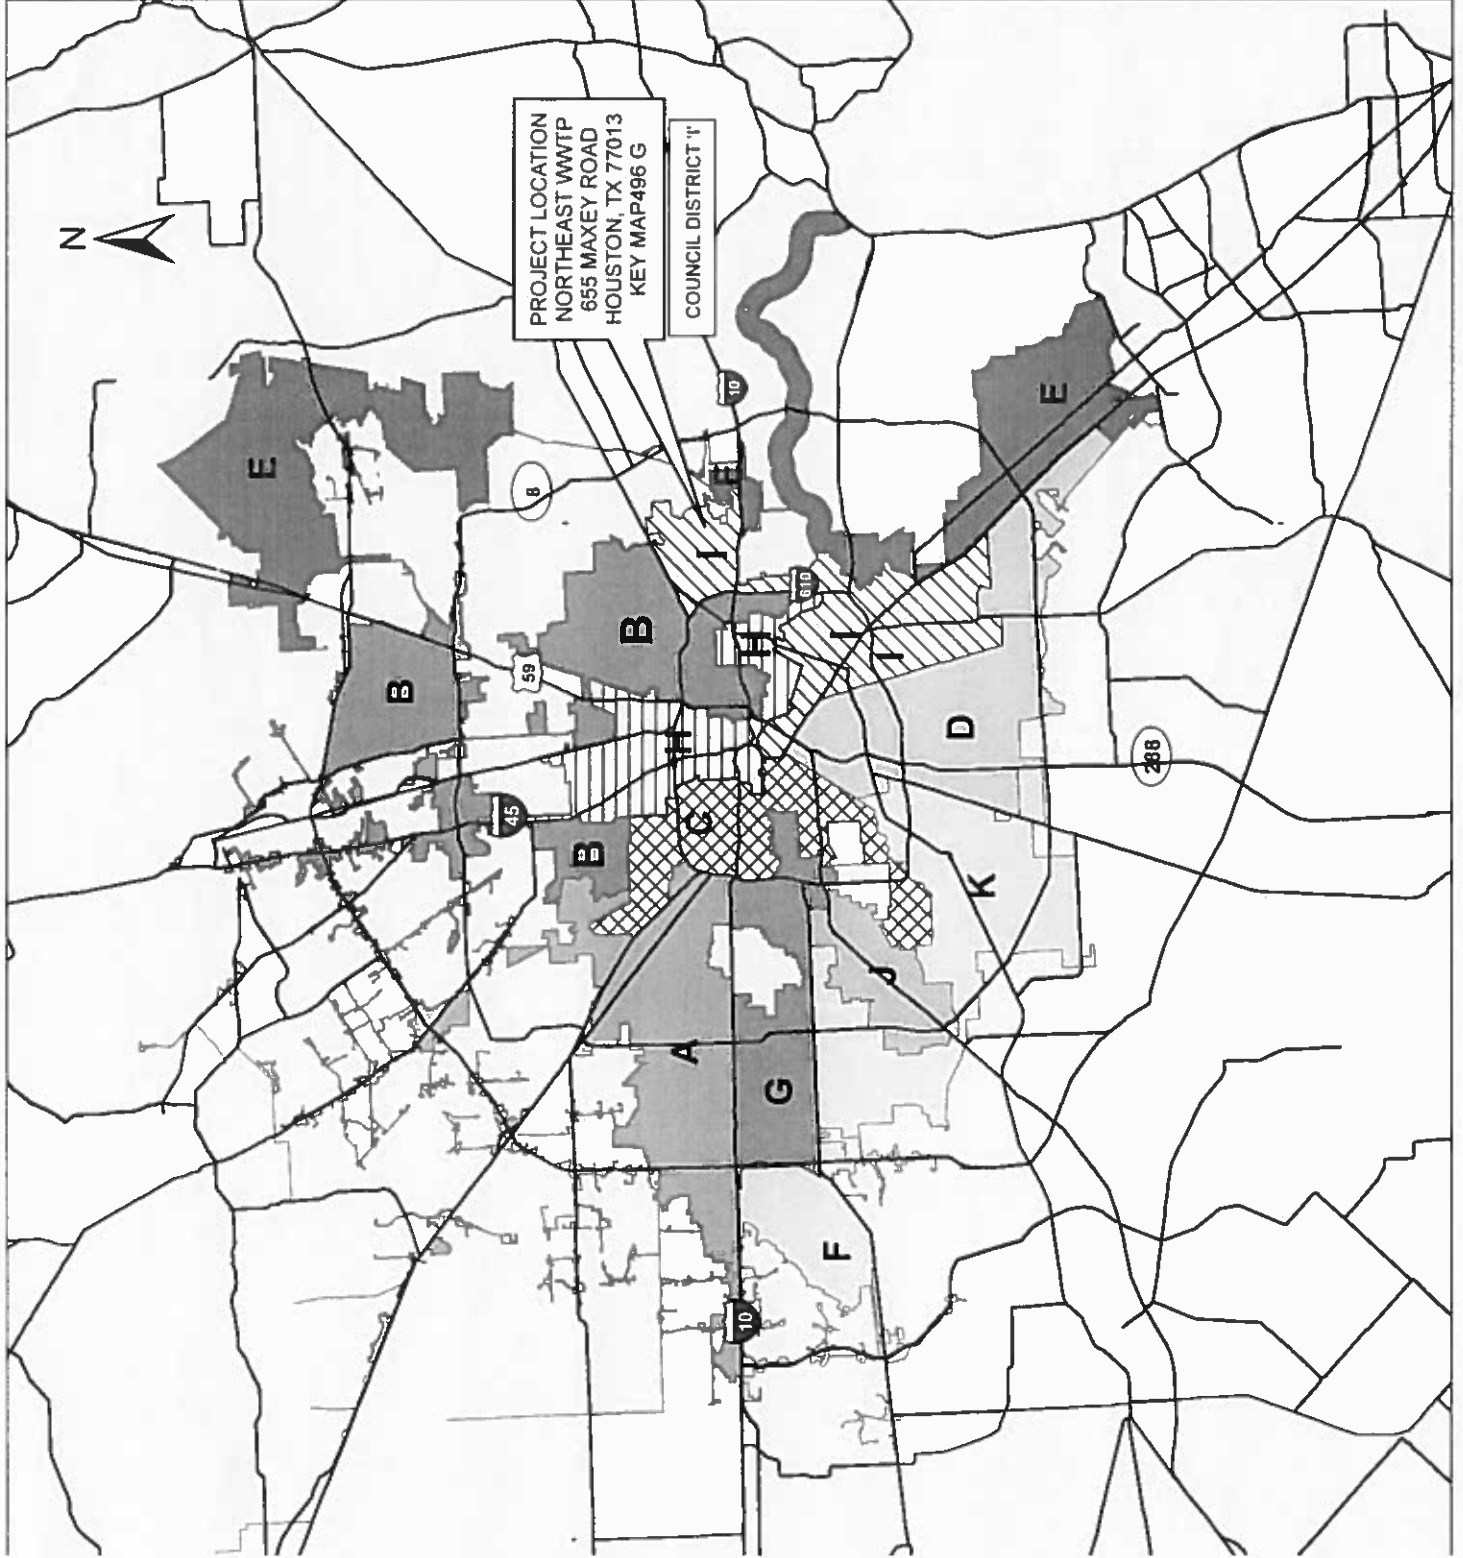 N
E
B
45
59
8
PROJECT LOCATION
NORTHEAST WWTP
655 MAXEY ROAD
HOUSTON, TX 77013
KEY MAP496 G
COUNCIL DISTRICT 'I'
B
B
H
A
C
I
E
10
10
H
G
610
F
I
J
I
D
K
E
288